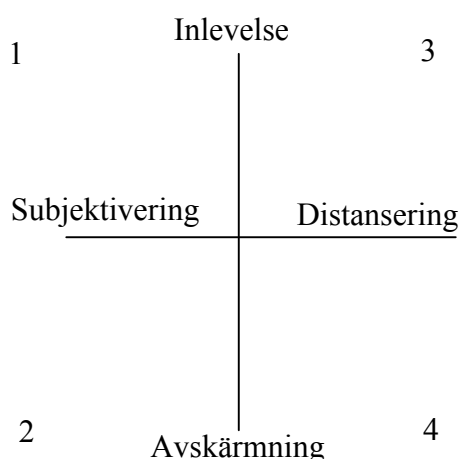 Inlevelse
1
3
Subjektivering
Distansering
2
4
Avskärmning